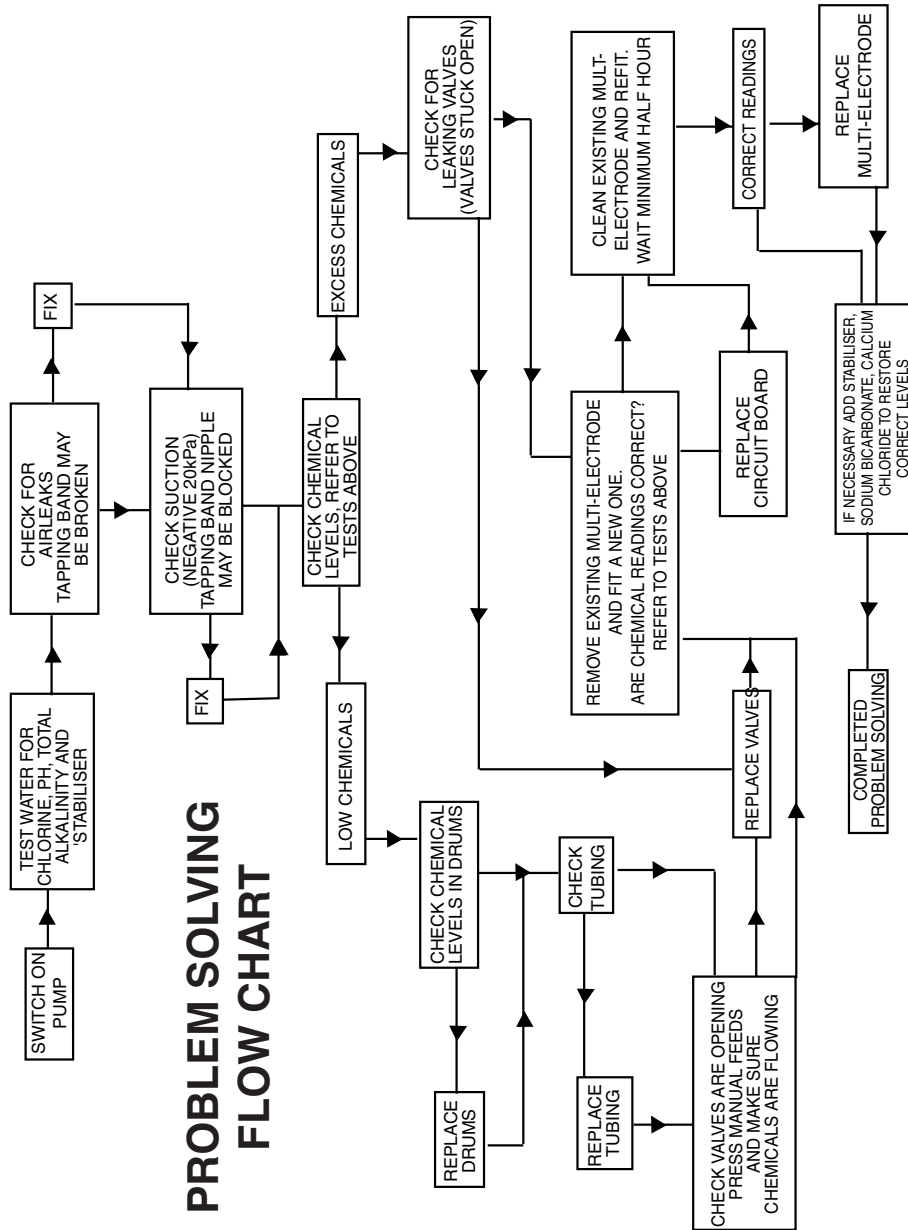 PROBLEM SOLVING
FLOW CHART
SWITCH ON
PUMP
TEST WATER FOR
CHLORINE, PH, TOTAL
ALKALINITY AND
'STABILISER
CHECK FOR
AIRLEAKS
TAPPING BAND MAY
BE BROKEN
FIX
CHECK SUCTION
(NEGATIVE 20kPa)
TAPPING BAND NIPPLE
MAY BE BLOCKED
FIX
CHECK CHEMICAL
LEVELS, REFER TO
TESTS ABOVE
LOW CHEMICALS
EXCESS CHEMICALS
CHECK CHEMICAL
LEVELS IN DRUMS
CHECK FOR
LEAKING VALVES
(VALVES STUCK OPEN)
REPLACE
DRUMS
CHECK
TUBING
REPLACE
TUBING
REMOVE EXISTING MULTI-ELECTRODE
AND FIT A NEW ONE.
ARE CHEMICAL READINGS CORRECT?
REFER TO TESTS ABOVE
CLEAN EXISTING MULT-
ELECTRODE AND REFIT.
WAIT MINIMUM HALF HOUR
CHECK VALVES ARE OPENING
PRESS MANUAL FEEDS
AND MAKE SURE
CHEMICALS ARE FLOWING
REPLACE VALVES
REPLACE
CIRCUIT BOARD
CORRECT READINGS
REPLACE
MULTI-ELECTRODE
IF NECESSARY ADD STABILISER,
SODIUM BICARBONATE, CALCIUM
CHLORIDE TO RESTORE
CORRECT LEVELS
COMPLETED
PROBLEM SOLVING